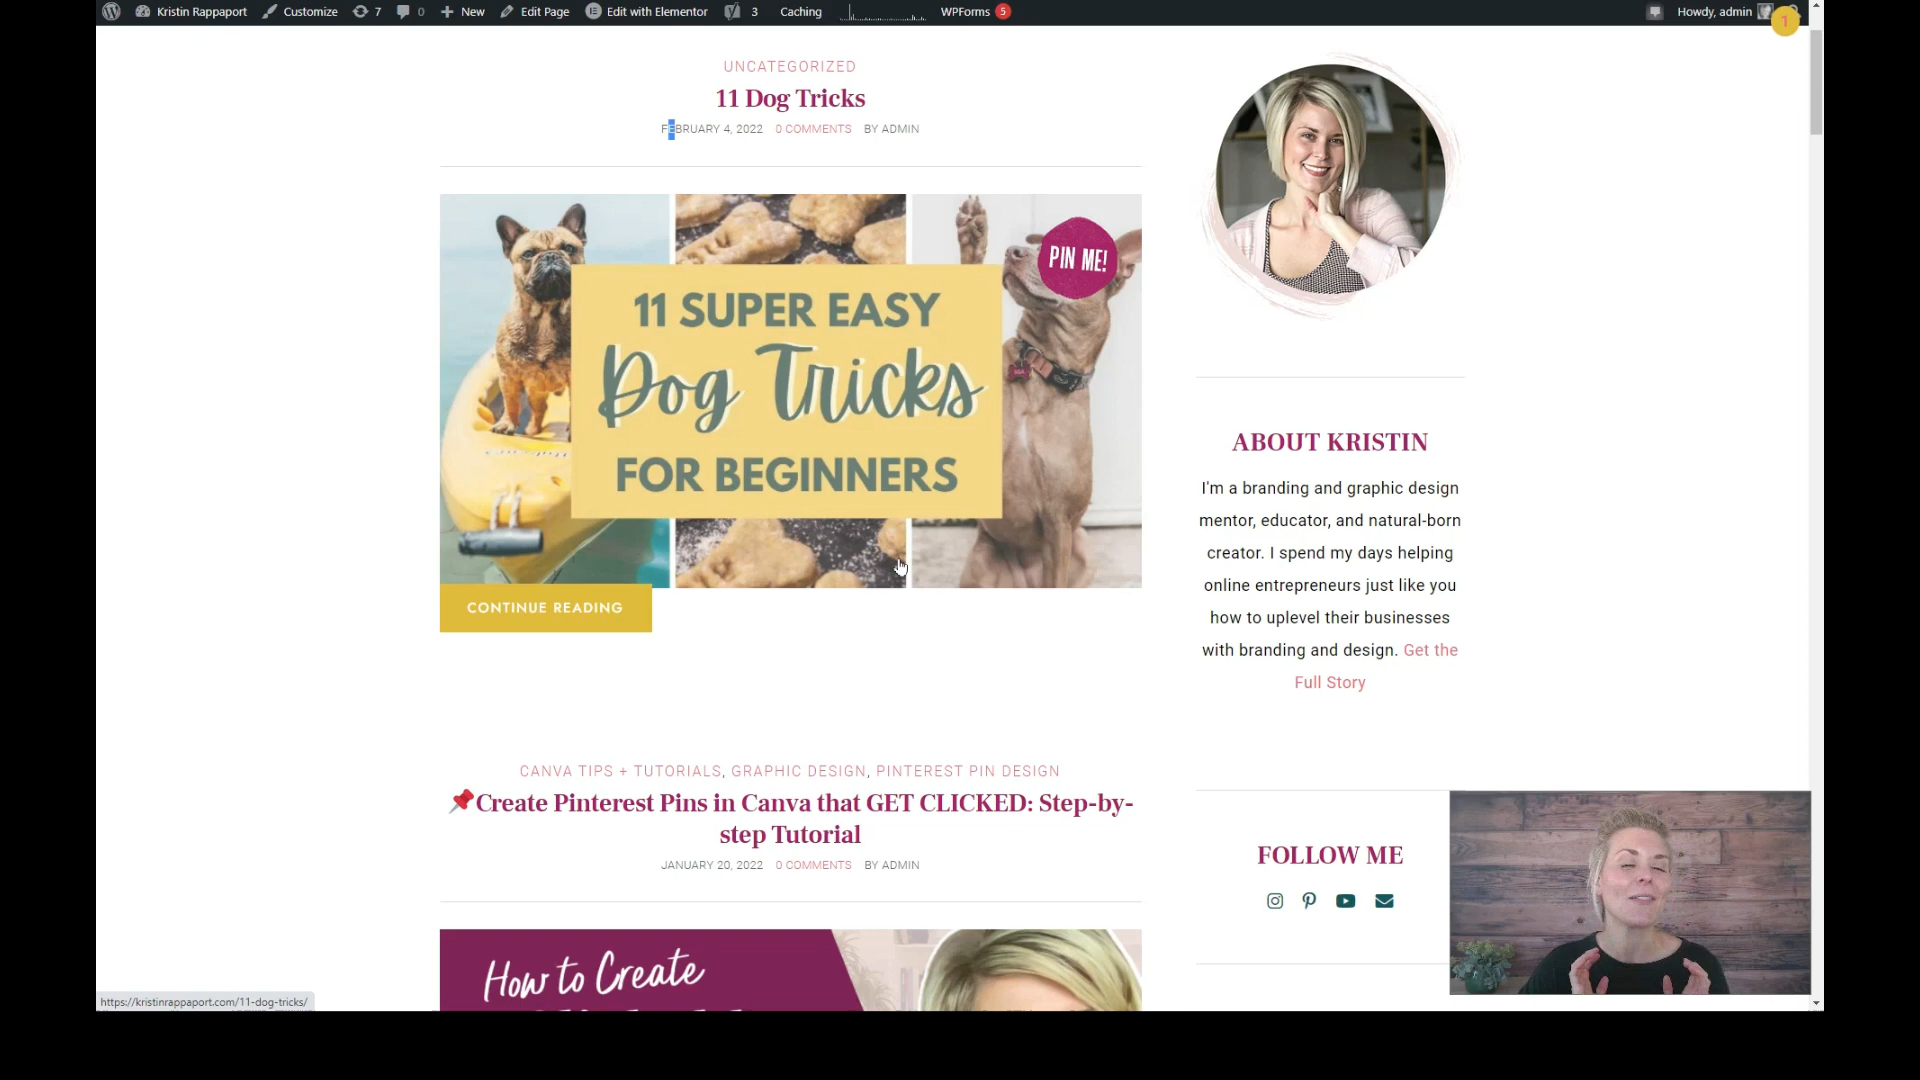 Kristin Rappaport Customize 7 0 New Edit Page Edit with Elementor 3 Caching WPForms 5 Howdy, admin
1
UNCATEGORIZED
11 Dog Tricks
FEBRUARY 4, 2022 0 COMMENTS BY ADMIN
PIN ME!
11 SUPER EASY
Dog Tricks
FOR BEGINNERS
CONTINUE READING
CANVA TIPS + TUTORIALS, GRAPHIC DESIGN, PINTEREST PIN DESIGN
📌Create Pinterest Pins in Canva that GET CLICKED: Step-by-
step Tutorial
JANUARY 20, 2022 0 COMMENTS BY ADMIN
How to Create
ABOUT KRISTIN
I'm a branding and graphic design
mentor, educator, and natural-born
creator. I spend my days helping
online entrepreneurs just like you
how to uplevel their businesses
with branding and design. Get the
Full Story
FOLLOW ME
https://kristinrappaport.com/11-dog-tricks/